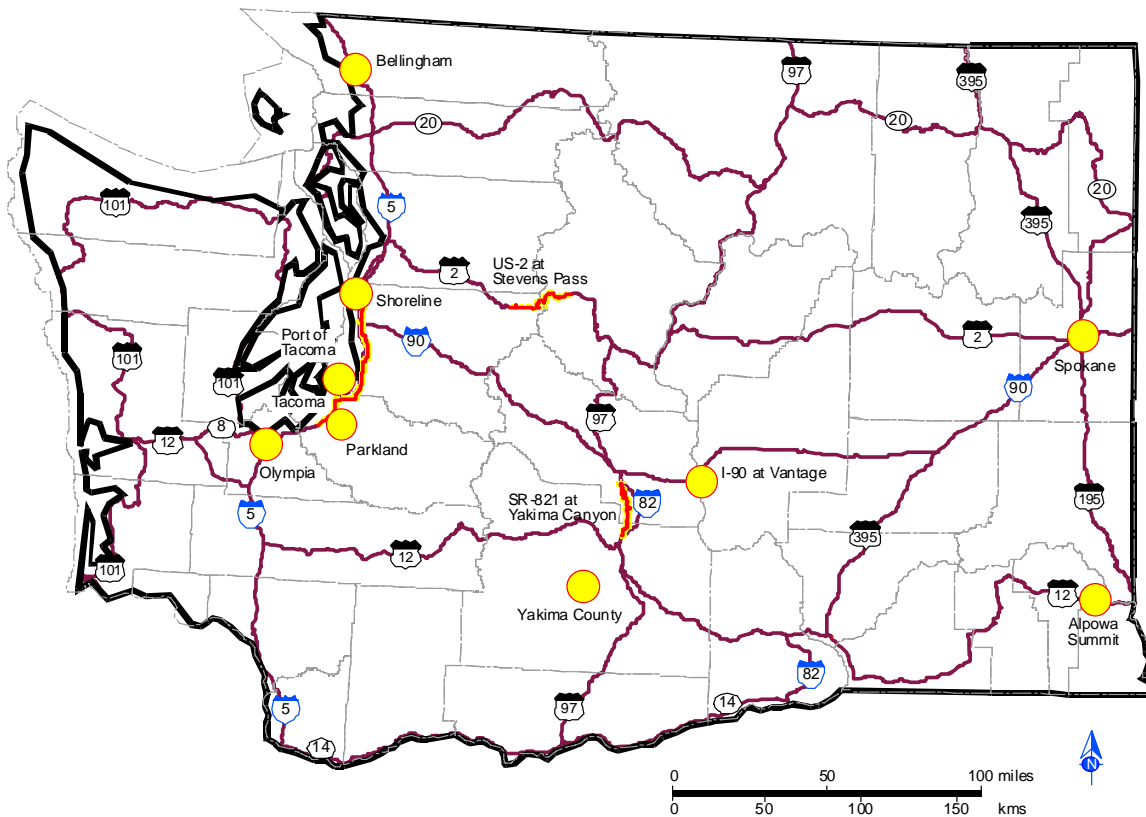 Bellingham
97
395
20
20
101
5
20
US-2 at
Stevens Pass
2
395
Shoreline
Port of
Tacoma
90
2
101
101
Spokane
90
Tacoma
97
8
12
Parkland
Olympia
I-90 at Vantage
SR-821 at
Yakima Canyon
82
195
5
395
12
101
12
Yakima County
Alpowa
Summit
82
5
97
14
14
N
0
50
100 miles
0
50
100
150
kms